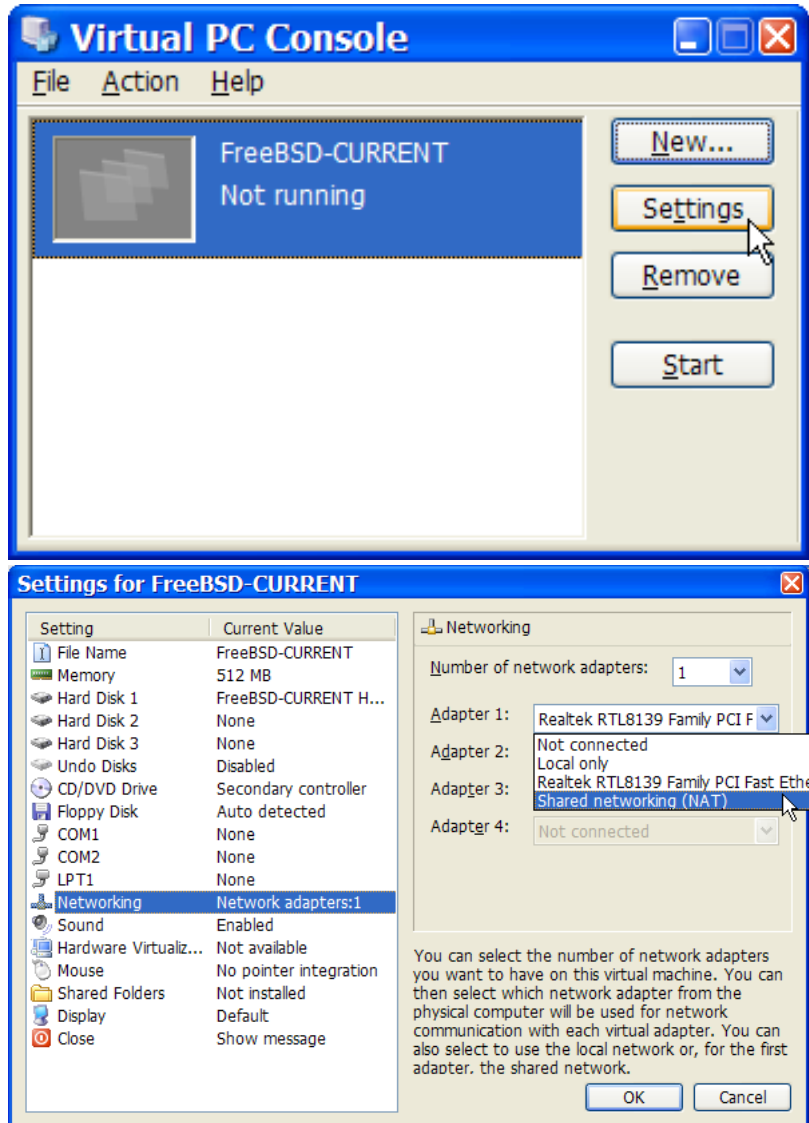 Virtual PC Console
File Action Help
FreeBSD-CURRENT
Not running
New...
Settings
Remove
Start
Settings for FreeBSD-CURRENT
Setting Current Value
File Name FreeBSD-CURRENT
Memory 512 MB
Hard Disk 1 FreeBSD-CURRENT H...
Hard Disk 2 None
Hard Disk 3 None
Undo Disks Disabled
CD/DVD Drive Secondary controller
Floppy Disk Auto detected
COM1 None
COM2 None
LPT1 None
Networking Network adapters:1
Sound Enabled
Hardware Virtualiz... Not available
Mouse No pointer integration
Shared Folders Not installed
Display Default
Close Show message
Networking
Number of network adapters: 1
Adapter 1: Realtek RTL8139 Family PCI F
Not connected
Adapter 2:
Local only
Realtek RTL8139 Family PCI Fast Ethe
Adapter 3:
Shared networking (NAT)
Adapter 4: Not connected
You can select the number of network adapters
you want to have on this virtual machine. You can
then select which network adapter from the
physical computer will be used for network
communication with each virtual adapter. You can
also select to use the local network or, for the first
adapter, the shared network.
OK Cancel